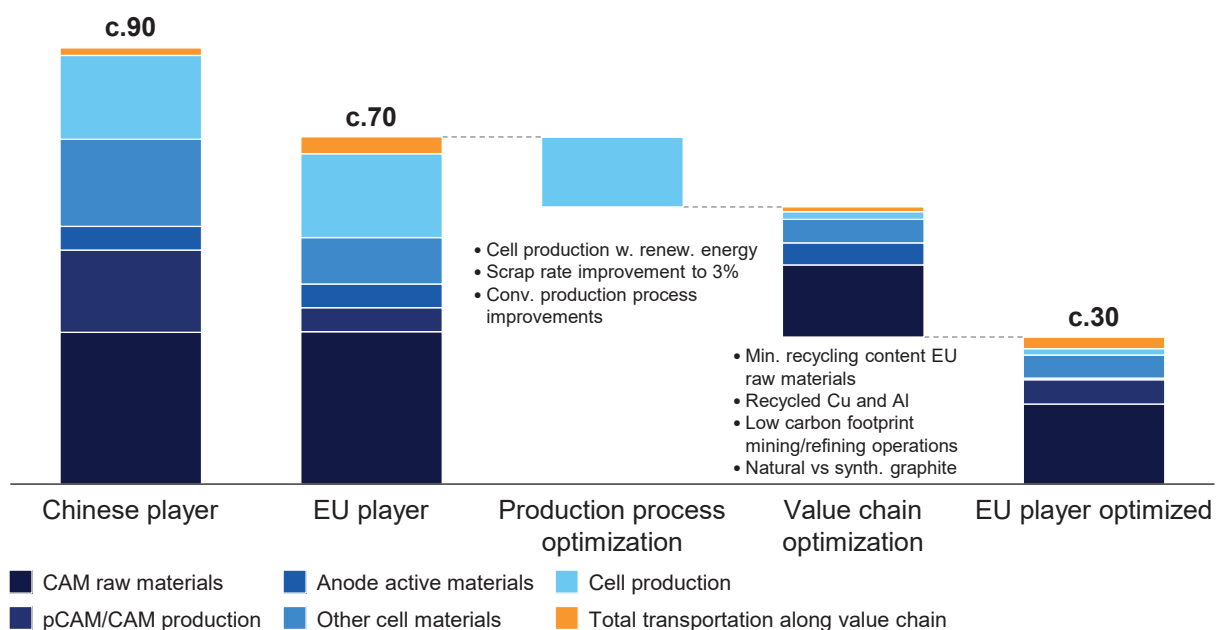 c.90
c.70
c.30
• Cell production w. renew. energy
• Scrap rate improvement to 3%
• Conv. production process
improvements
• Min. recycling content EU
raw materials
• Recycled Cu and Al
• Low carbon footprint
mining/refining operations
• Natural vs synth. graphite
Chinese player
EU player
Production process
optimization
Value chain
optimization
EU player optimized
CAM raw materials
Anode active materials
Cell production
pCAM/CAM production
Other cell materials
Total transportation along value chain